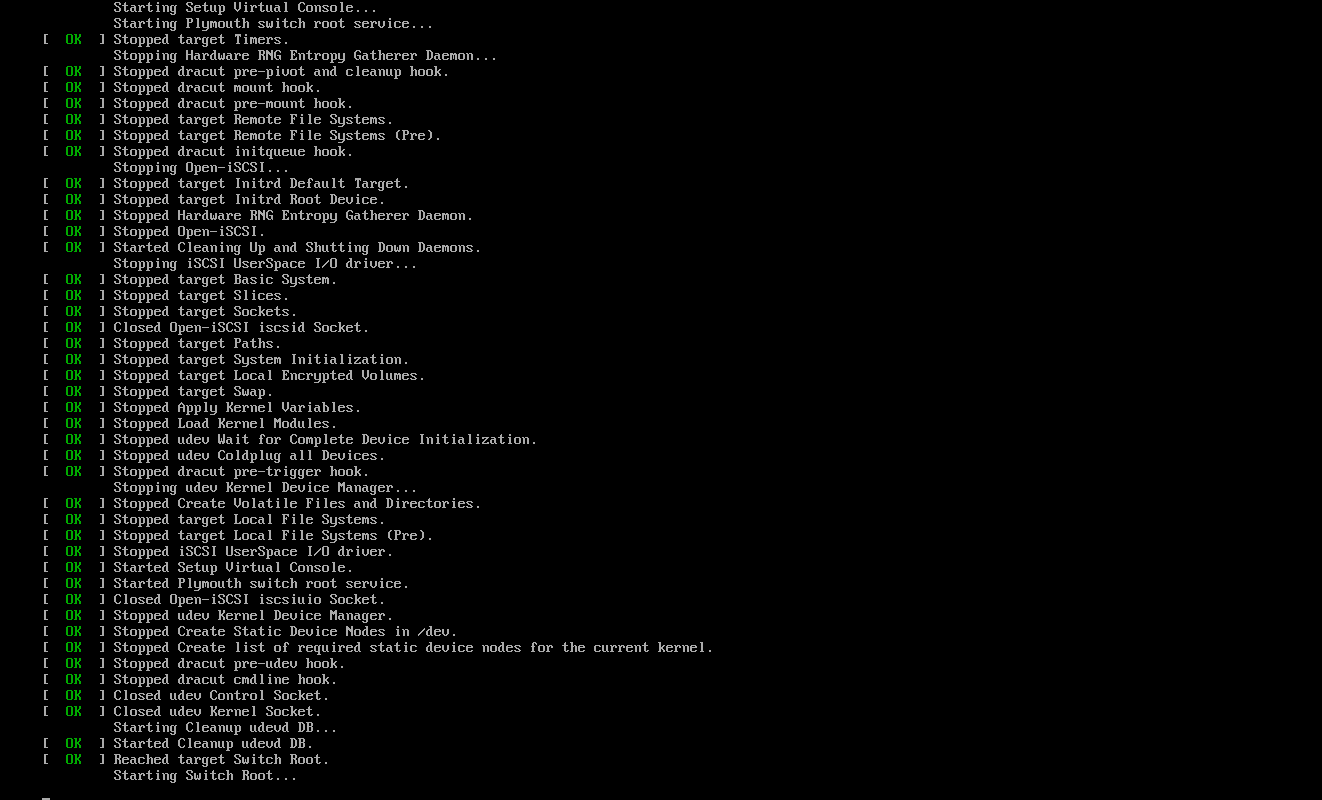 Starting Setup Virtual Console...
Starting Plymouth switch root service...
[  OK  ] Stopped target Timers.
Stopping Hardware RNG Entropy Gatherer Daemon...
[  OK  ] Stopped dracut pre-pivot and cleanup hook.
[  OK  ] Stopped dracut mount hook.
[  OK  ] Stopped dracut pre-mount hook.
[  OK  ] Stopped target Remote File Systems.
[  OK  ] Stopped target Remote File Systems (Pre).
[  OK  ] Stopped dracut initqueue hook.
Stopping Open-iSCSI...
[  OK  ] Stopped target Initrd Default Target.
[  OK  ] Stopped target Initrd Root Device.
[  OK  ] Stopped Hardware RNG Entropy Gatherer Daemon.
[  OK  ] Stopped Open-iSCSI.
[  OK  ] Started Cleaning Up and Shutting Down Daemons.
Stopping iSCSI UserSpace I/O driver...
[  OK  ] Stopped target Basic System.
[  OK  ] Stopped target Slices.
[  OK  ] Stopped target Sockets.
[  OK  ] Closed Open-iSCSI iscsid Socket.
[  OK  ] Stopped target Paths.
[  OK  ] Stopped target System Initialization.
[  OK  ] Stopped target Local Encrypted Volumes.
[  OK  ] Stopped target Swap.
[  OK  ] Stopped Apply Kernel Variables.
[  OK  ] Stopped Load Kernel Modules.
[  OK  ] Stopped udev Wait for Complete Device Initialization.
[  OK  ] Stopped udev Coldplug all Devices.
[  OK  ] Stopped dracut pre-trigger hook.
Stopping udev Kernel Device Manager...
[  OK  ] Stopped Create Volatile Files and Directories.
[  OK  ] Stopped target Local File Systems.
[  OK  ] Stopped target Local File Systems (Pre).
[  OK  ] Stopped iSCSI UserSpace I/O driver.
[  OK  ] Started Setup Virtual Console.
[  OK  ] Started Plymouth switch root service.
[  OK  ] Closed Open-iSCSI iscsiuio Socket.
[  OK  ] Stopped udev Kernel Device Manager.
[  OK  ] Stopped Create Static Device Nodes in /dev.
[  OK  ] Stopped Create list of required static device nodes for the current kernel.
[  OK  ] Stopped dracut pre-udev hook.
[  OK  ] Stopped dracut cmdline hook.
[  OK  ] Closed udev Control Socket.
[  OK  ] Closed udev Kernel Socket.
Starting Cleanup udevd DB...
[  OK  ] Started Cleanup udevd DB.
[  OK  ] Reached target Switch Root.
Starting Switch Root...